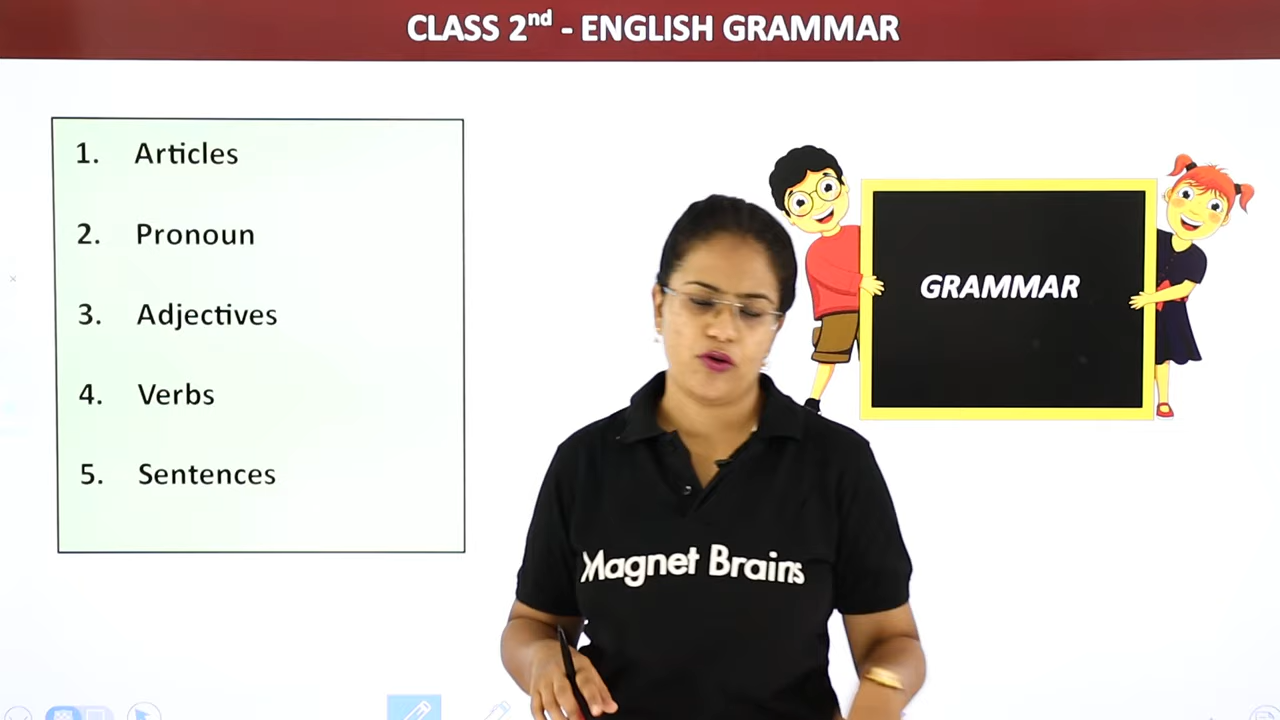 CLASS 2nd - ENGLISH GRAMMAR
1. Articles
2. Pronoun
3. Adjectives
4. Verbs
5. Sentences
GRAMMAR
Magnet Brains